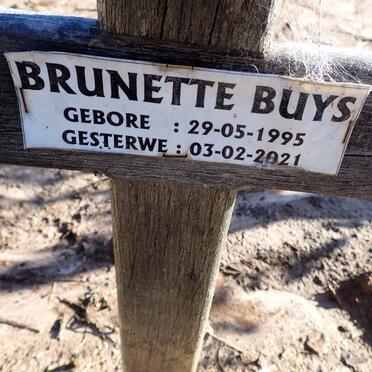 BRUNETTE BUYS
GEBORE : 29-05-1995
GESTERWE : 03-02-2021